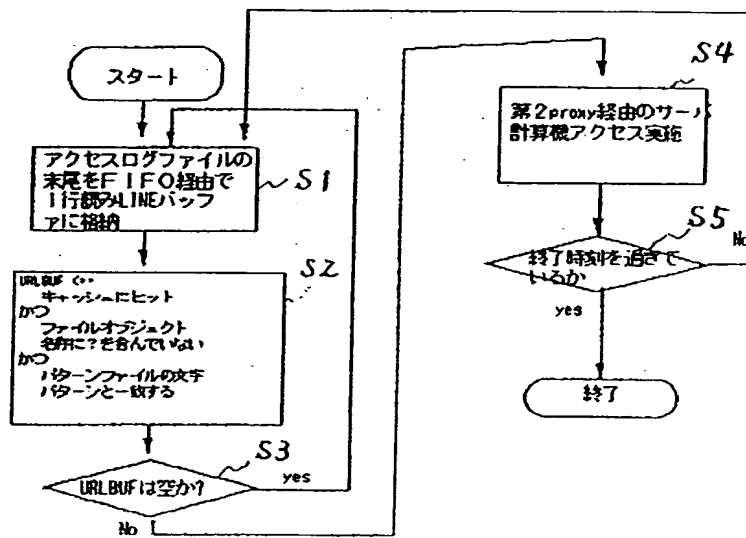 スタート
アクセスログファイルの
末尾をFIFO経由で
1行読みLINEバッフ
ァに格納
S1
URLBUF <--
キャッシュにヒット
かつ
ファイルオブジェクト
名称に?を含んでいない
かつ
パターンファイルの文字
パターンと一致する
S2
URLBUFは空か?
S3
yes
No
第2proxy経由のサーバ
計算機アクセス実施
S4
終了時刻を過ぎて
いるか
S5
No
yes
終了